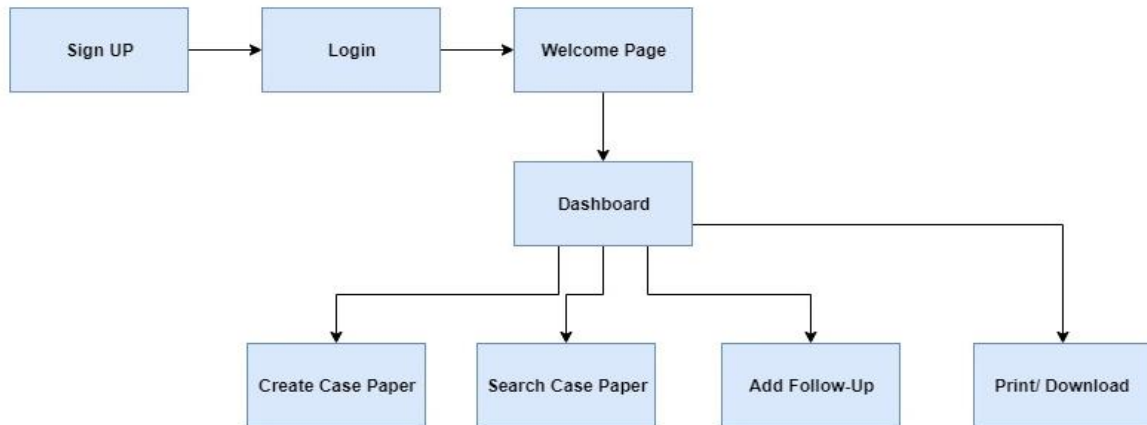 Sign UP
Login
Welcome Page
Dashboard
Create Case Paper
Search Case Paper
Add Follow-Up
Print/ Download